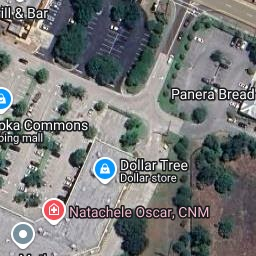 ill & Bar
Panera Bread
oka Commons
ping mall
Dollar Tree
Dollar store
Natachele Oscar, CNM